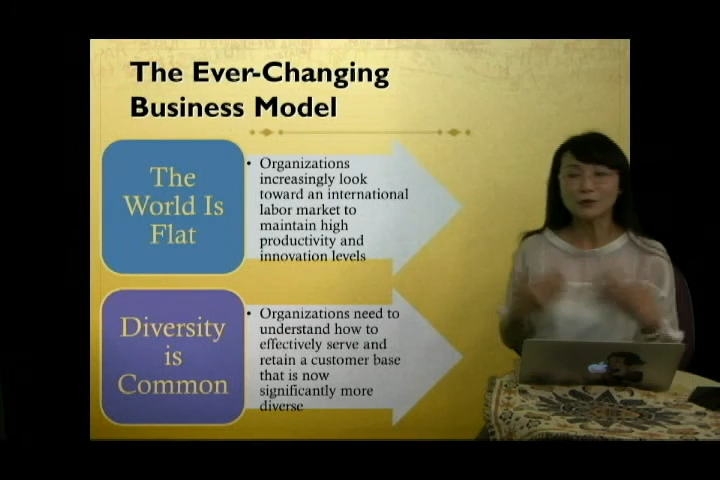 The Ever-Changing
Business Model
The
World Is
Flat
• Organizations
increasingly look
toward an international
labor market to
maintain high
productivity and
innovation levels
Diversity
is
Common
• Organizations need to
understand how to
effectively serve and
retain a customer base
that is now
significantly more
diverse